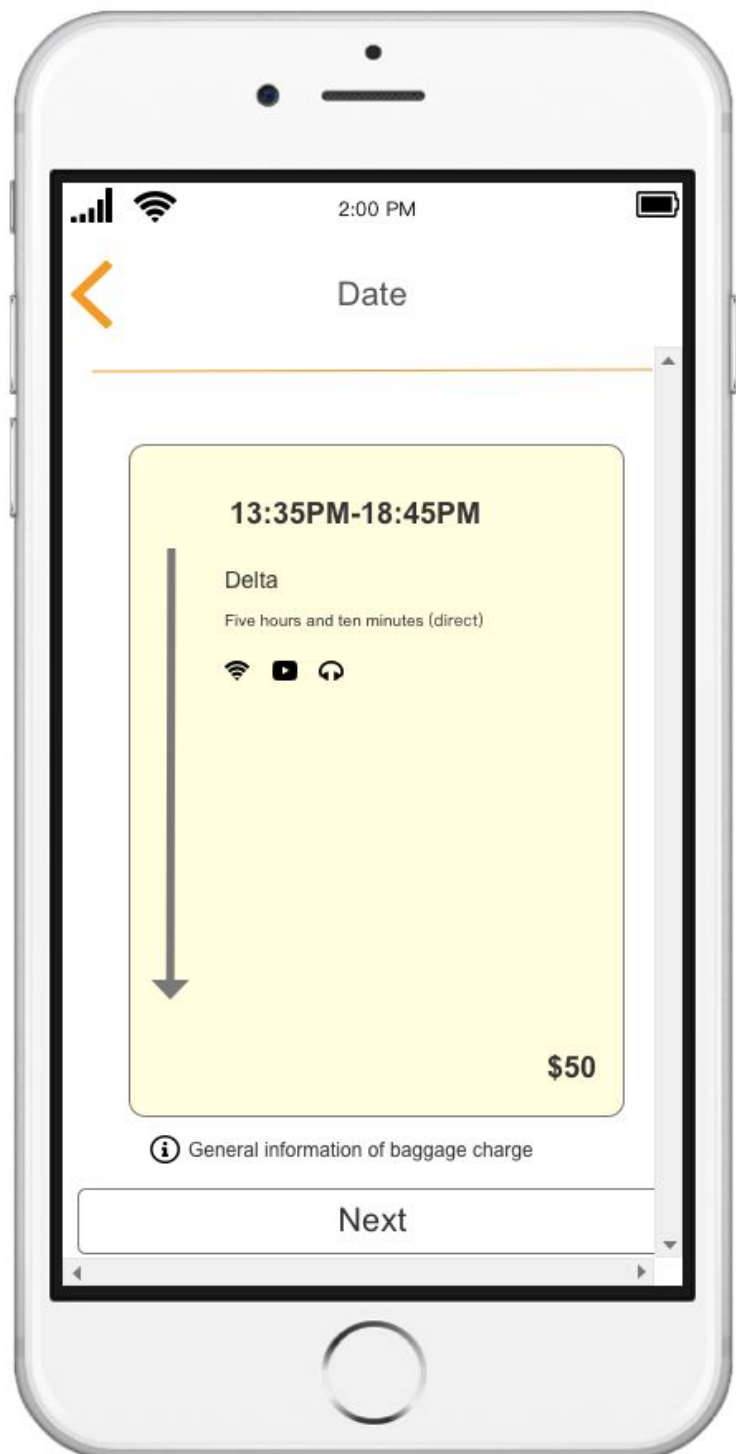 2:00 PM
Date
13:35PM-18:45PM
Delta
Five hours and ten minutes (direct)
$50
General information of baggage charge
Next